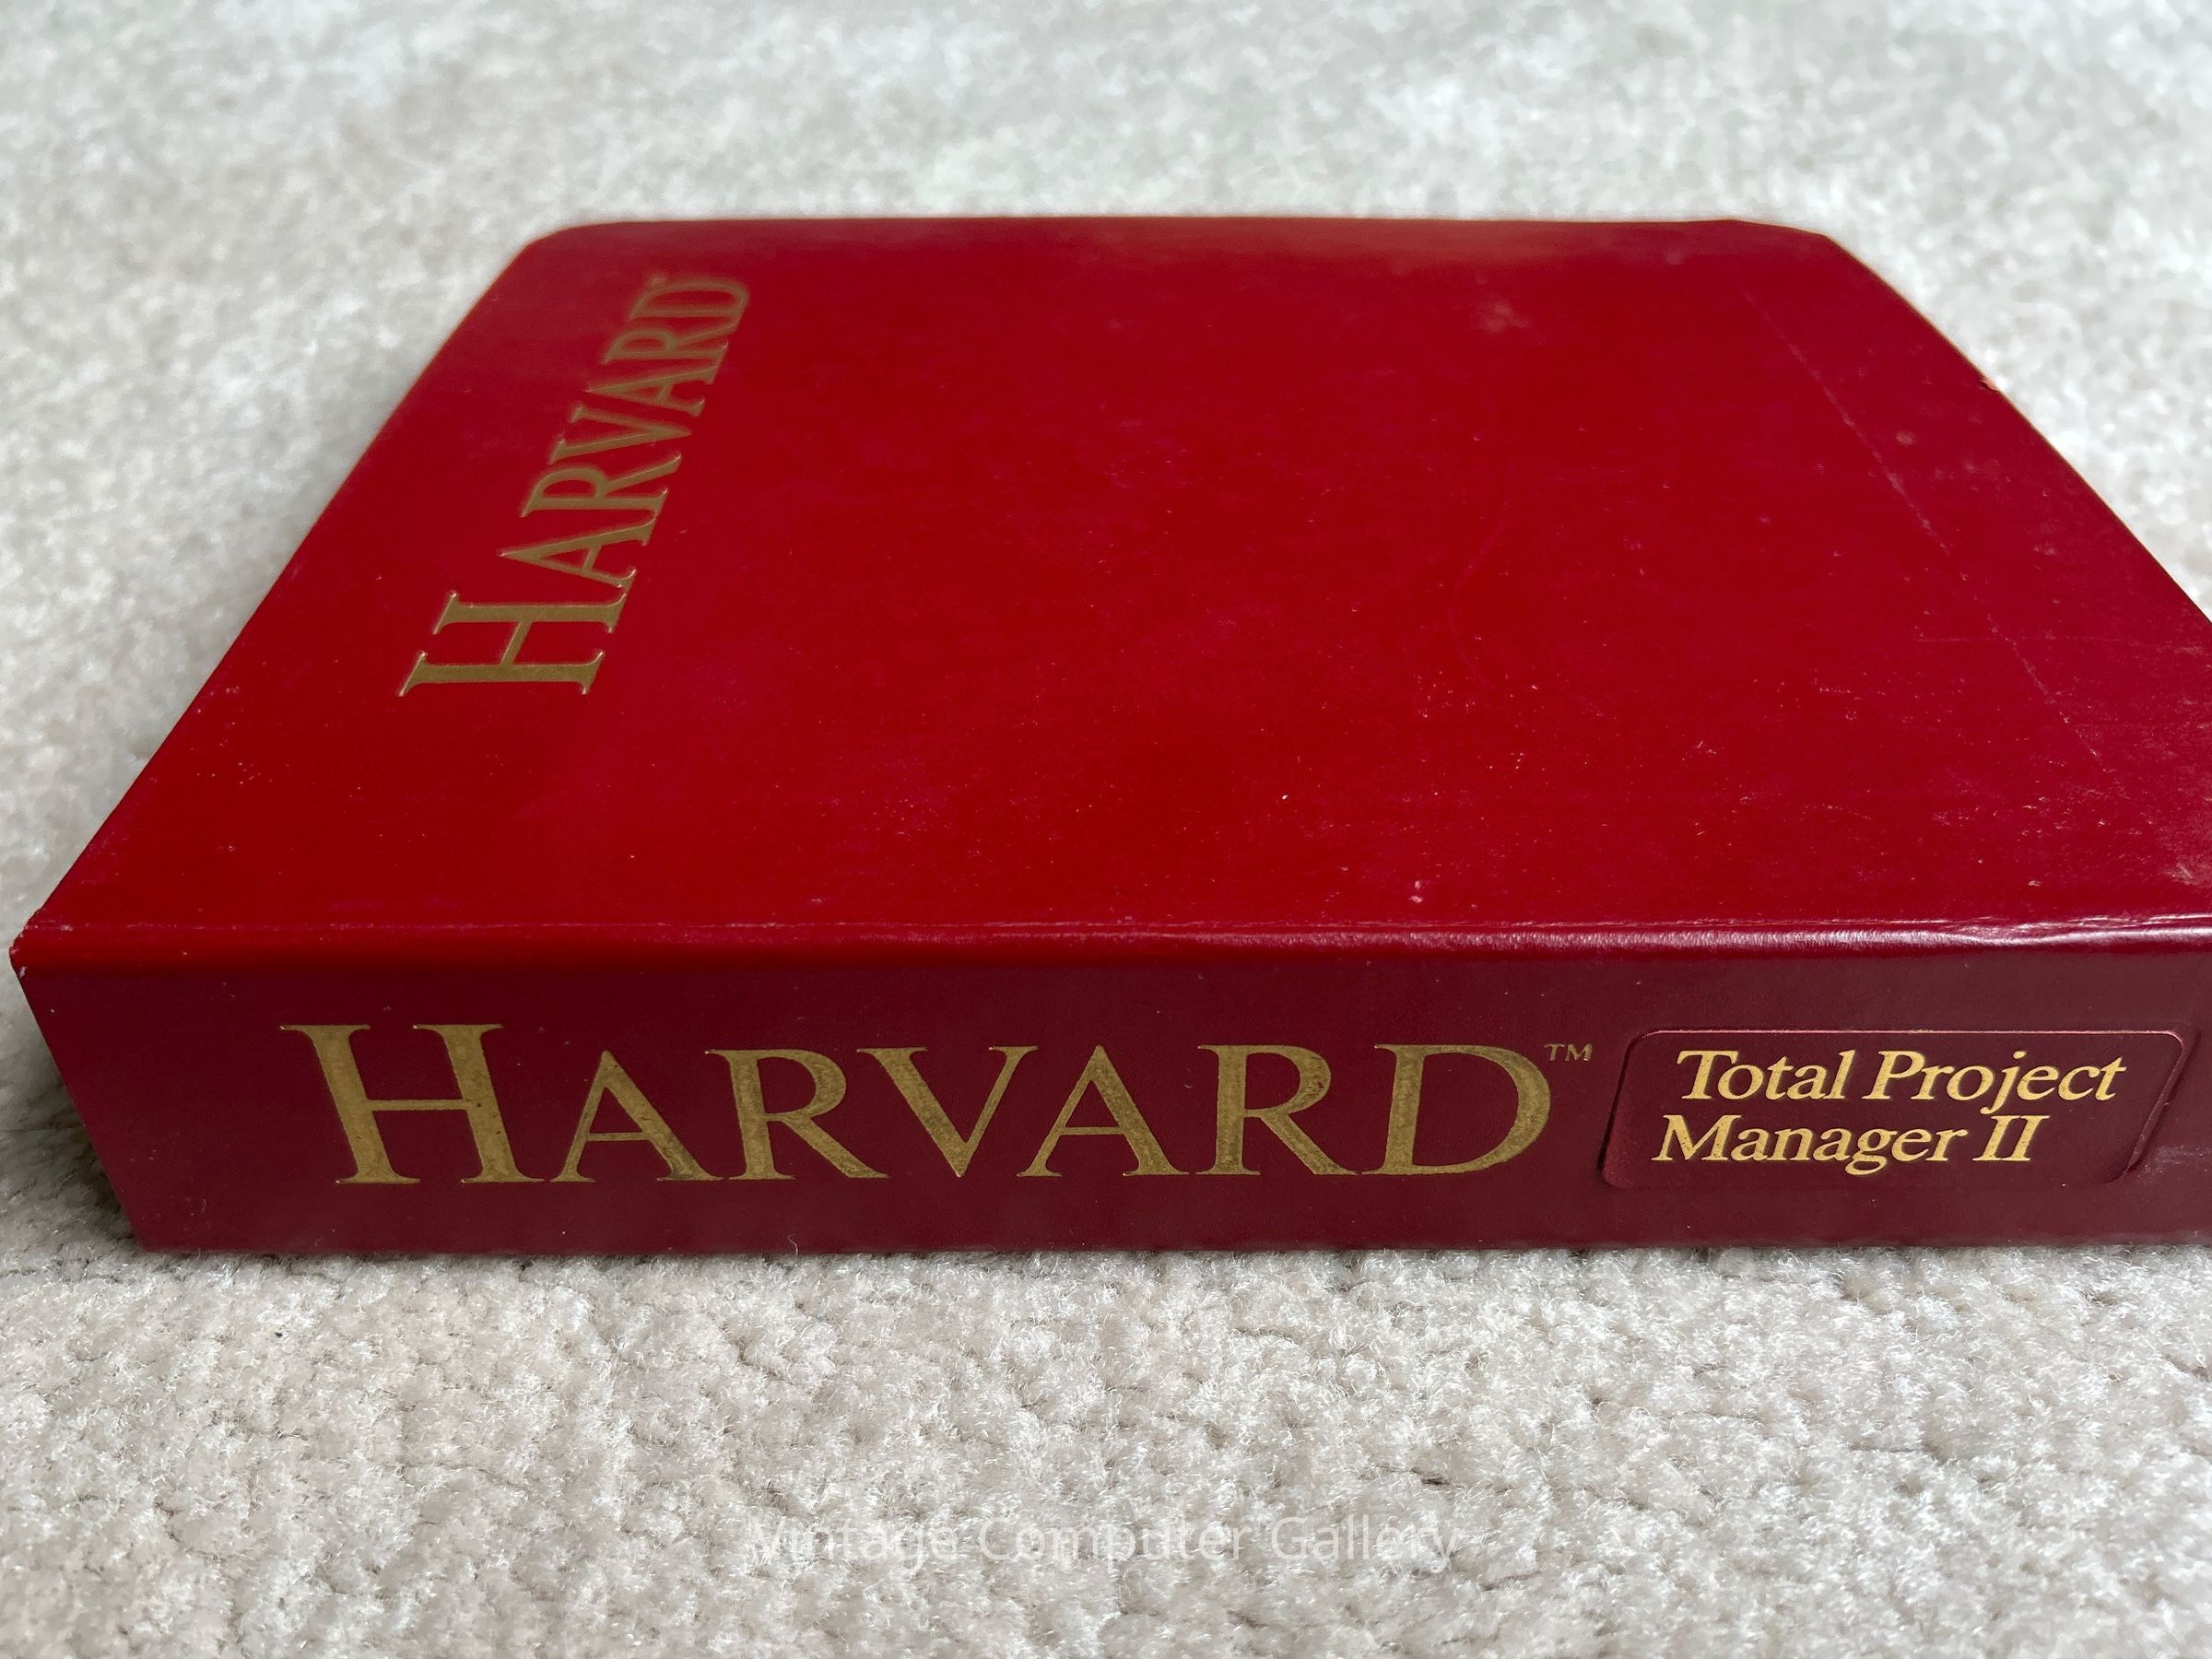 HARVARD
HARVARD™
Total Project
Manager II
Vintage Computer Gallery